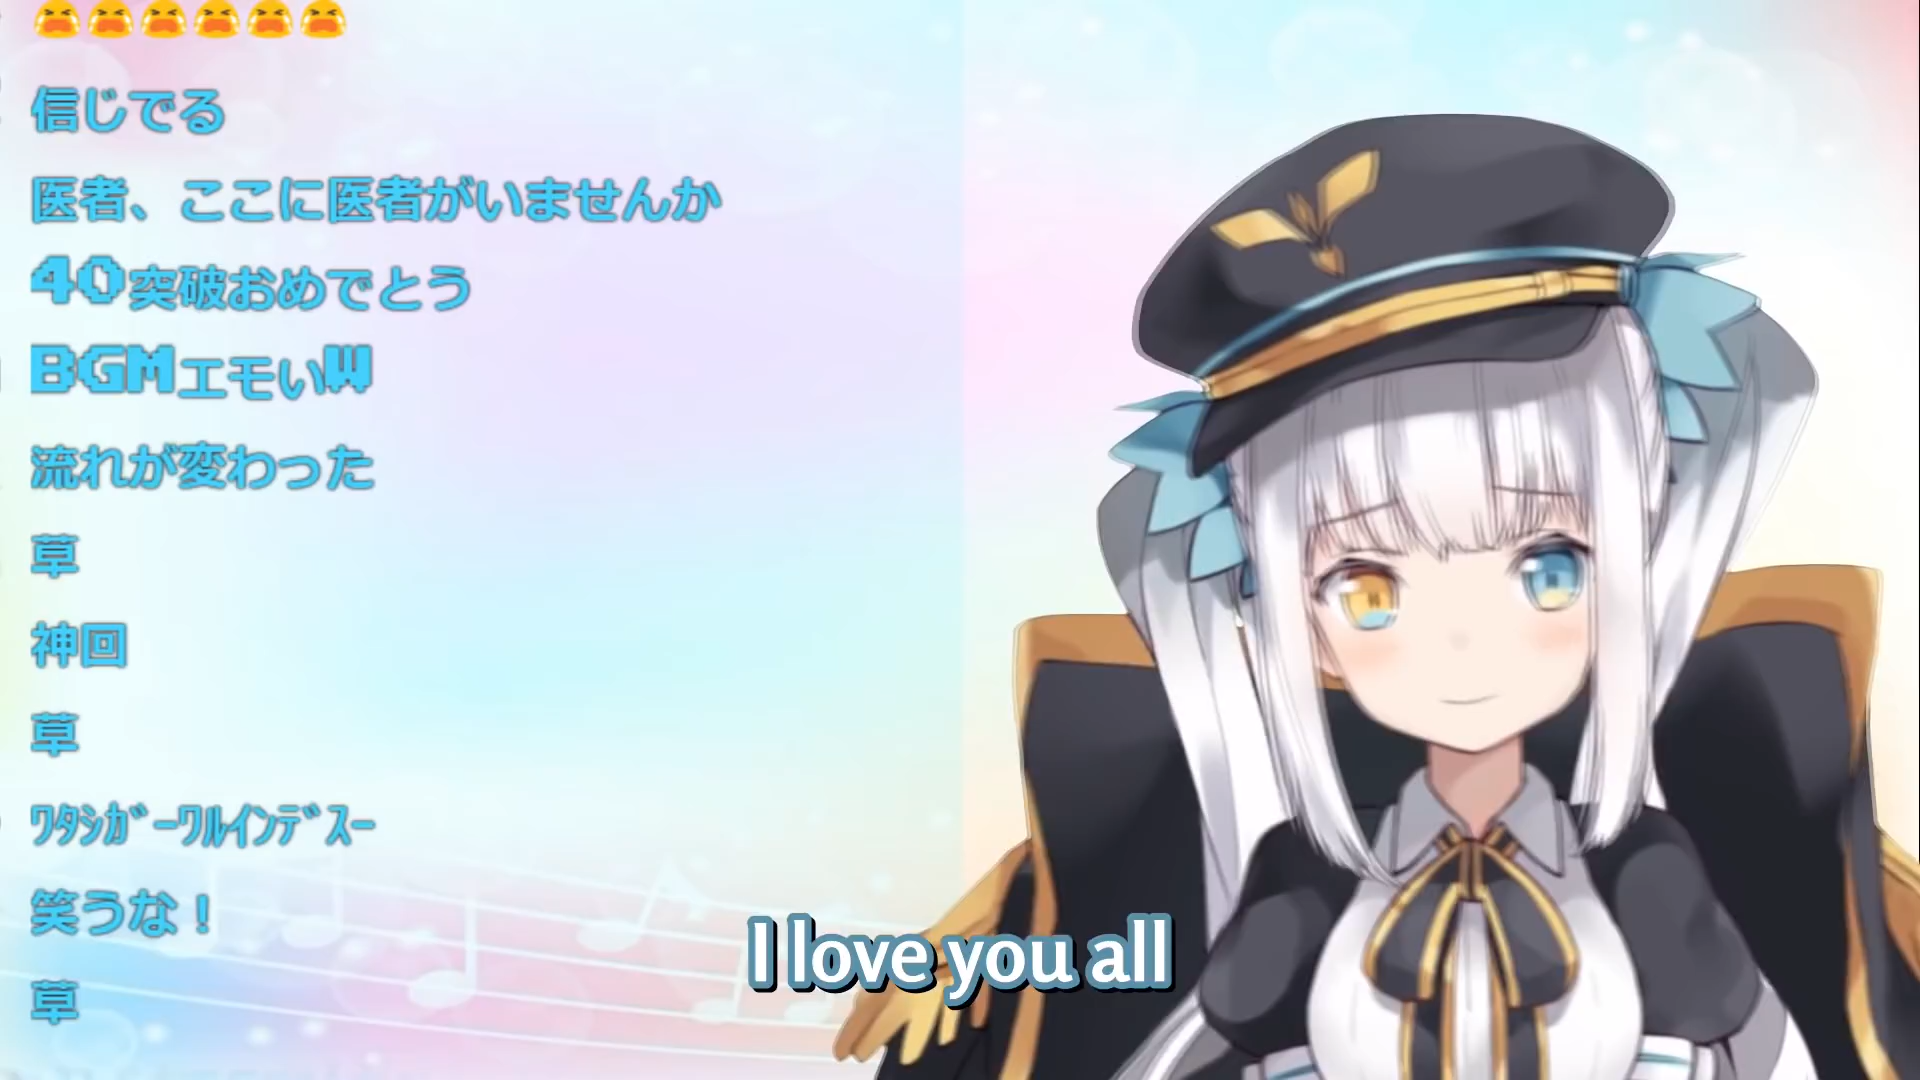 😫😫😫😫😫😫
信じでる
医者、ここに医者がいませんか
40突破おめでとう
BGMエモいW
流れが変わった
草
神回
草
ﾜﾀｼｶﾞｰﾜﾙｲﾝﾃﾞｽｰ
笑うな！
草
I love you all